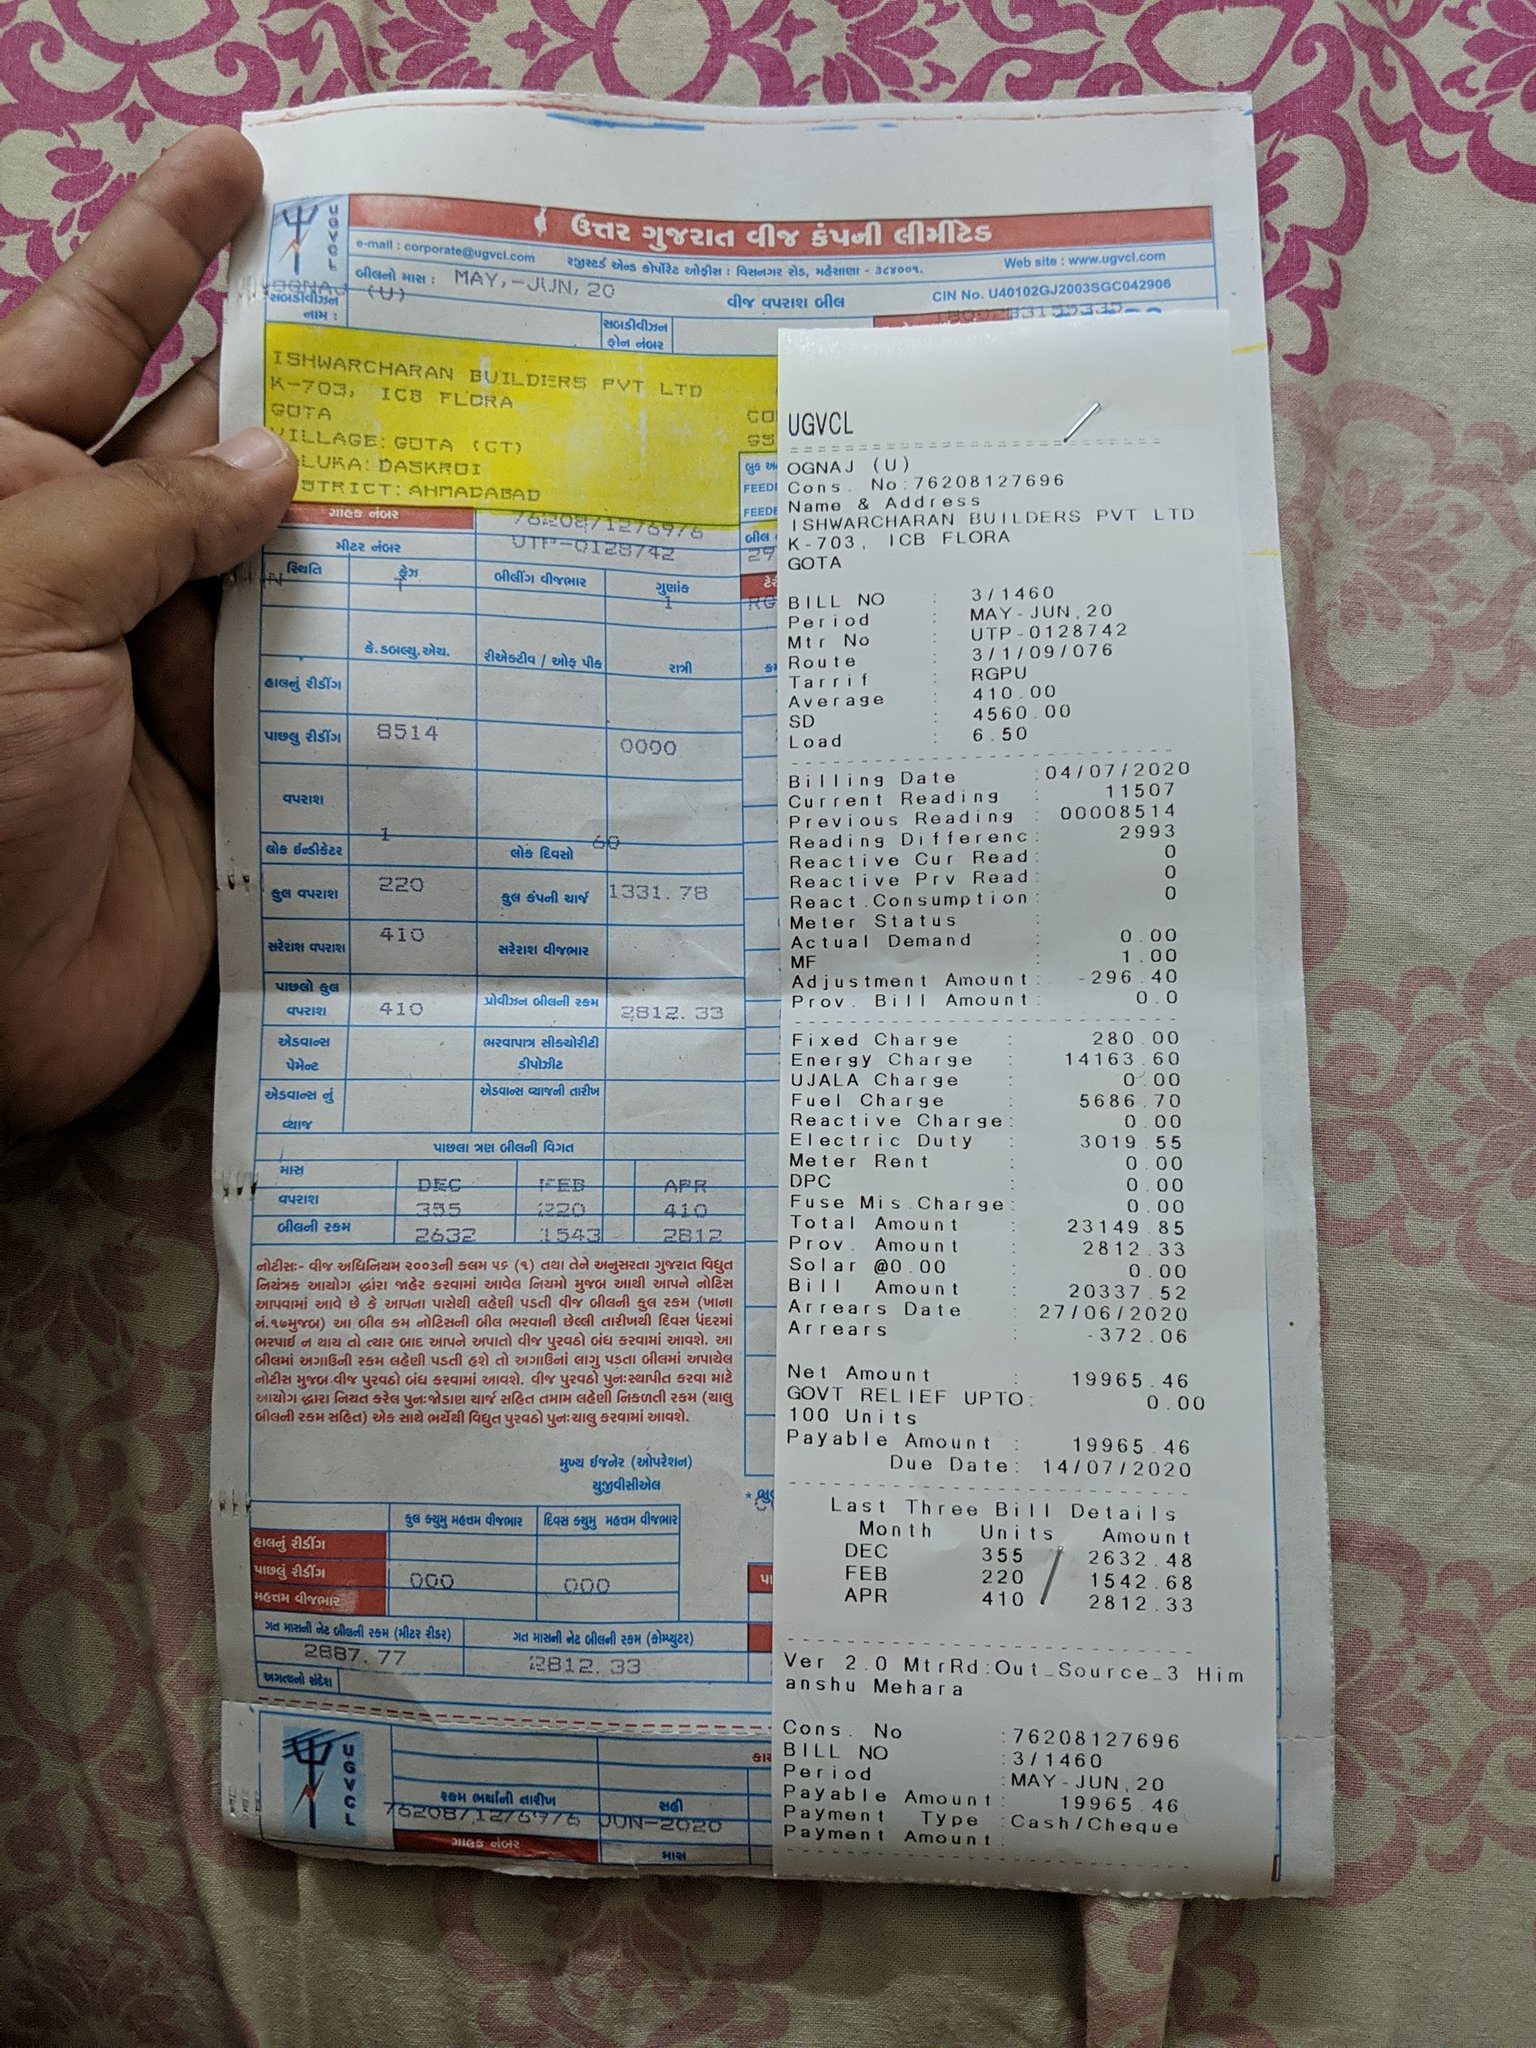 UGVCL
ઉત્તર ગુજરાત વીજ કંપની લીમીટેડ
e-mail : corporate@ugvcl.com રજીસ્ટર્ડ એન્ડ કોર્પોરેટ ઓફીસ : વિસનગર રોડ, મહેસાણા - ૩૮૪૦૦૧. Web site : www.ugvcl.com
બીલનો માસ : MAY,-JUN, 20 વીજ વપરાશ બીલ CIN No. U40102GJ2003SGC042906
OGNAJ (U)
સબડીવીઝન નામ :
સબડીવીઝન ફોન નંબર
ISHWARCHARAN BUILDERS PVT LTD
K-703, ICB FLORA
GOTA
VILLAGE: GOTA (CT)
ALUKA: DASKROI
STRICT: AHMADABAD
ગ્રાહક નંબર 76208/12769/6
મીટર નંબર UTP-0128742
સ્થિતિ ફેઝ બીલીંગ વીજભાર ગુણાંક
1
કે.ડબલ્યુ.એચ. રીએક્ટીવ / ઓફ પીક રાત્રી
હાલનું રીડીંગ
પાછલુ રીડીંગ 8514 0000
વપરાશ
લોક ઈન્ડીકેટર 1 લોક દિવસો 60
કુલ વપરાશ 220 કુલ કંપની ચાર્જ 1331.78
સરેરાશ વપરાશ 410 સરેરાશ વીજભાર
પાછલો કુલ વપરાશ 410 પ્રોવીઝન બીલની રકમ 2812.33
એડવાન્સ પેમેન્ટ ભરવાપાત્ર સીક્યોરીટી ડીપોઝીટ
એડવાન્સ નું વ્યાજ એડવાન્સ વ્યાજની તારીખ
પાછલા ત્રણ બીલની વિગત
માસ DEC FEB APR
વપરાશ 355 220 410
બીલની રકમ 2632 1543 2812
નોટીસ:- વીજ અધિનિયમ ૨૦૦૩ની કલમ ૫૬ (૧) તથા તેને અનુસરતા ગુજરાત વિદ્યુત
નિયંત્રક આયોગ દ્વારા જાહેર કરવામાં આવેલ નિયમો મુજબ આથી આપને નોટિસ
આપવામાં આવે છે કે આપના પાસેથી લહેણી પડતી વીજ બીલની કુલ રકમ (ખાના
નં.૧૭મુજબ) આ બીલ કમ નોટિસની બીલ ભરવાની છેલ્લી તારીખથી દિવસ પંદરમાં
ભરપાઈ ન થાય તો ત્યાર બાદ આપને અપાતો વીજ પુરવઠો બંધ કરવામાં આવશે. આ
બીલમાં અગાઉની રકમ લહેણી પડતી હશે તો અગાઉનાં લાગુ પડતા બીલમાં અપાયેલ
નોટીસ મુજબ વીજ પુરવઠો બંધ કરવામાં આવશે. વીજ પુરવઠો પુન:સ્થાપીત કરવા માટે
આયોગ દ્વારા નિયત કરેલ પુન:જોડાણ ચાર્જ સહિત તમામ લહેણી નિકળતી રકમ (ચાલુ
બીલની રકમ સહિત) એક સાથે ભર્યેથી વિદ્યુત પુરવઠો પુન:ચાલુ કરવામાં આવશે.
મુખ્ય ઈજનેર (ઓપરેશન)
યુજીવીસીએલ
કુલ ક્યુમુ મહત્તમ વીજભાર દિવસ ક્યુમુ મહત્તમ વીજભાર
હાલનું રીડીંગ
પાછલું રીડીંગ 000 000
મહત્તમ વીજભાર
ગત માસની નેટ બીલની રકમ (મીટર રીડર) ગત માસની નેટ બીલની રકમ (કોમ્પ્યુટર)
2887.77 2812.33
અગત્યનો સંદેશ
UGVCL
રકમ ભર્યાની તારીખ સહી
76208/12769/6 JUN-2020
ગ્રાહક નંબર માસ
UGVCL
OGNAJ (U)
Cons. No:76208127696
Name & Address
ISHWARCHARAN BUILDERS PVT LTD
K-703, ICB FLORA
GOTA
BILL NO : 3/1460
Period : MAY-JUN,20
Mtr No : UTP-0128742
Route : 3/1/09/076
Tarrif : RGPU
Average : 410.00
SD : 4560.00
Load : 6.50
Billing Date :04/07/2020
Current Reading : 11507
Previous Reading : 00008514
Reading Differenc: 2993
Reactive Cur Read: 0
Reactive Prv Read: 0
React.Consumption: 0
Meter Status :
Actual Demand : 0.00
MF : 1.00
Adjustment Amount: -296.40
Prov. Bill Amount: 0.0
Fixed Charge : 280.00
Energy Charge : 14163.60
UJALA Charge : 0.00
Fuel Charge : 5686.70
Reactive Charge: 0.00
Electric Duty : 3019.55
Meter Rent : 0.00
DPC : 0.00
Fuse Mis.Charge: 0.00
Total Amount : 23149.85
Prov. Amount : 2812.33
Solar @0.00 : 0.00
Bill Amount : 20337.52
Arrears Date : 27/06/2020
Arrears : -372.06
Net Amount : 19965.46
GOVT RELIEF UPTO: 0.00
100 Units
Payable Amount : 19965.46
Due Date: 14/07/2020
Last Three Bill Details
Month Units Amount
DEC 355 2632.48
FEB 220 1542.68
APR 410 2812.33
Ver 2.0 MtrRd:Out_Source_3 Him
anshu Mehara
Cons. No :76208127696
BILL NO :3/1460
Period :MAY-JUN,20
Payable Amount: 19965.46
Payment Type :Cash/Cheque
Payment Amount: